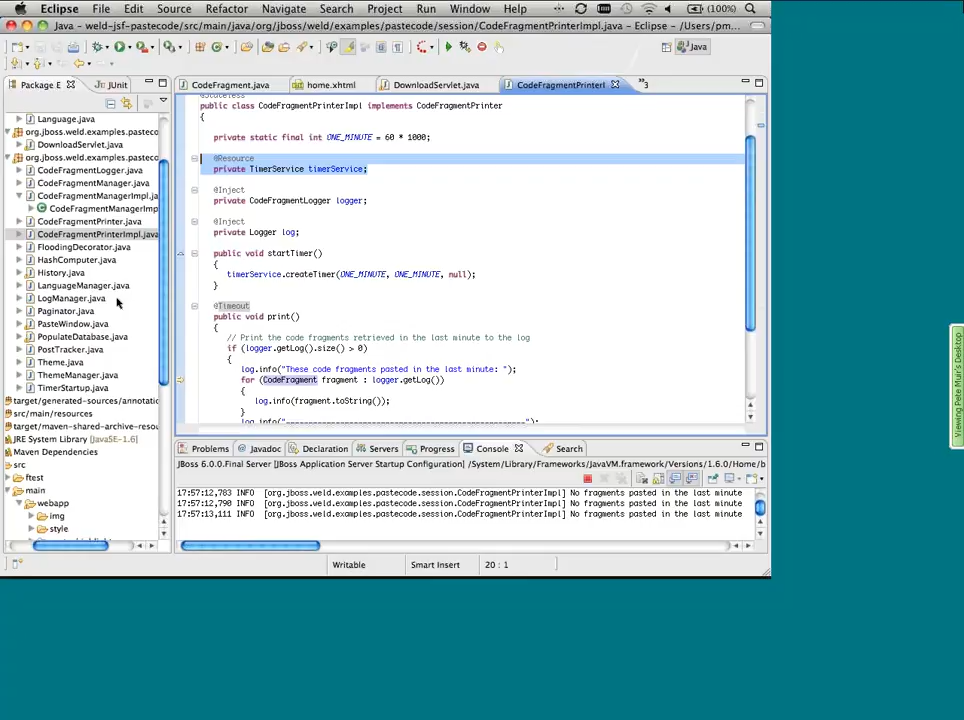 Eclipse File Edit Source Refactor Navigate Search Project Run Window Help (100%)
Java - weld-jsf-pastecode/src/main/java/org/jboss/weld/examples/pastecode/session/CodeFragmentPrinterImpl.java - Eclipse - /Users/pm...
Java
Package E JUnit
CodeFragment.java home.xhtml DownloadServlet.java CodeFragmentPrinterI 3
Language.java
org.jboss.weld.examples.pasteco
DownloadServlet.java
org.jboss.weld.examples.pasteco
CodeFragmentLogger.java
CodeFragmentManager.java
CodeFragmentManagerImpl.ja
CodeFragmentManagerImp
CodeFragmentPrinter.java
CodeFragmentPrinterImpl.java
FloodingDecorator.java
HashComputer.java
History.java
LanguageManager.java
LogManager.java
Paginator.java
PasteWindow.java
PopulateDatabase.java
PostTracker.java
Theme.java
ThemeManager.java
TimerStartup.java
target/generated-sources/annotatio
src/main/resources
target/maven-shared-archive-resou
JRE System Library [JavaSE-1.6]
Maven Dependencies
src
ftest
main
webapp
img
style
@Stateless
public class CodeFragmentPrinterImpl implements CodeFragmentPrinter
{
private static final int ONE_MINUTE = 60 * 1000;
@Resource
private TimerService timerService;
@Inject
private CodeFragmentLogger logger;
@Inject
private Logger log;
public void startTimer()
{
timerService.createTimer(ONE_MINUTE, ONE_MINUTE, null);
}
@Timeout
public void print()
{
// Print the code fragments retrieved in the last minute to the log
if (logger.getLog().size() > 0)
{
log.info("These code fragments pasted in the last minute: ");
for (CodeFragment fragment : logger.getLog())
{
log.info(fragment.toString());
}
Problems Javadoc Declaration Servers Progress Console Search
JBoss 6.0.0.Final Server [JBoss Application Server Startup Configuration] /System/Library/Frameworks/JavaVM.framework/Versions/1.6.0/Home/b
17:57:12,783 INFO [org.jboss.weld.examples.pastecode.session.CodeFragmentPrinterImpl] No fragments pasted in the last minute
17:57:12,790 INFO [org.jboss.weld.examples.pastecode.session.CodeFragmentPrinterImpl] No fragments pasted in the last minute
17:57:13,111 INFO [org.jboss.weld.examples.pastecode.session.CodeFragmentPrinterImpl] No fragments pasted in the last minute
Writable Smart Insert 20 : 1
Viewing Pete Muir's Desktop